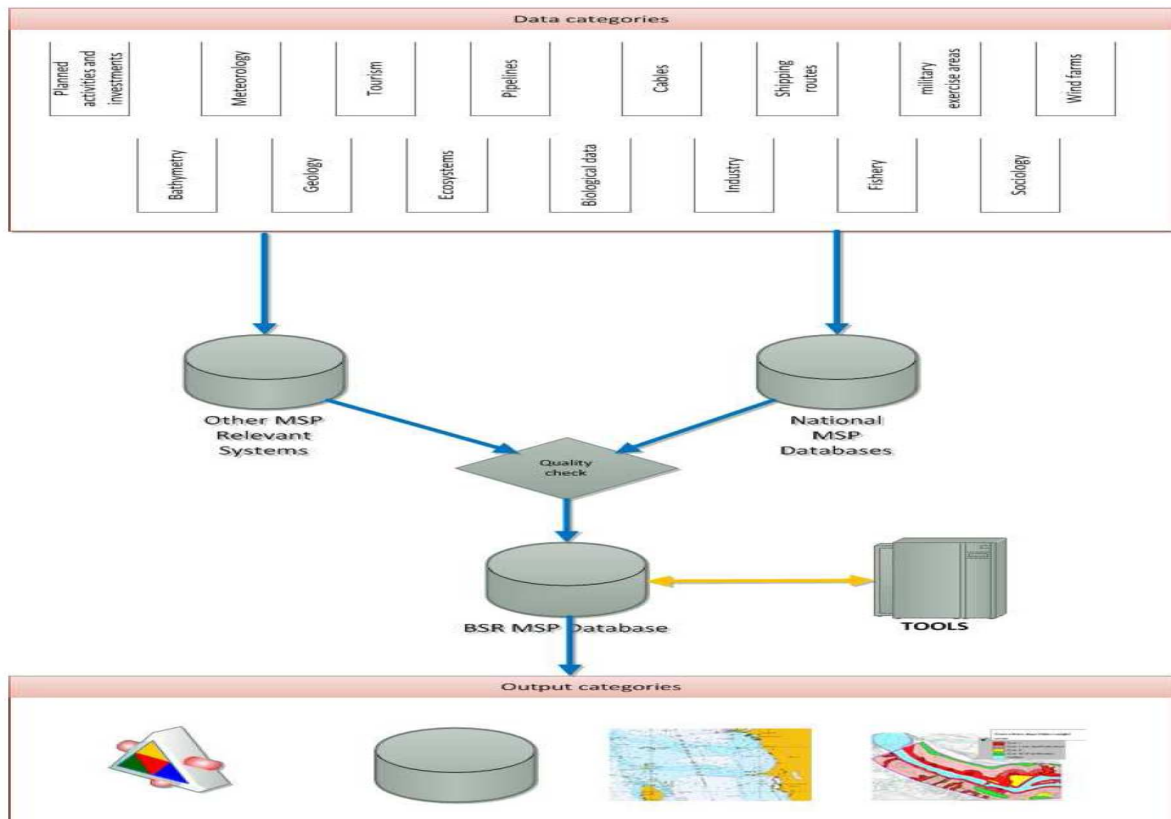 Data categories
Planned
activities and
investments
Meteorology
Tourism
Pipelines
Cables
Shipping
routes
military
exercise areas
Wind farms
Bathymetry
Geology
Ecosystems
Biological data
Industry
Fishery
Sociology
Other MSP
Relevant
Systems
National
MSP
Databases
Quality
check
BSR MSP Database
TOOLS
Output categories